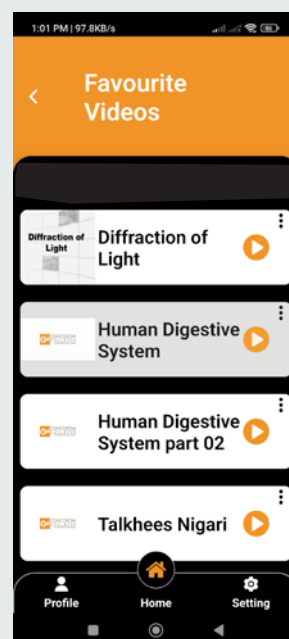 1:01 PM | 97.8KB/s
Favourite
Videos
Diffraction of
Light
Diffraction of
Light
Human Digestive
System
Human Digestive
System part 02
Talkhees Nigari
Profile
Home
Setting